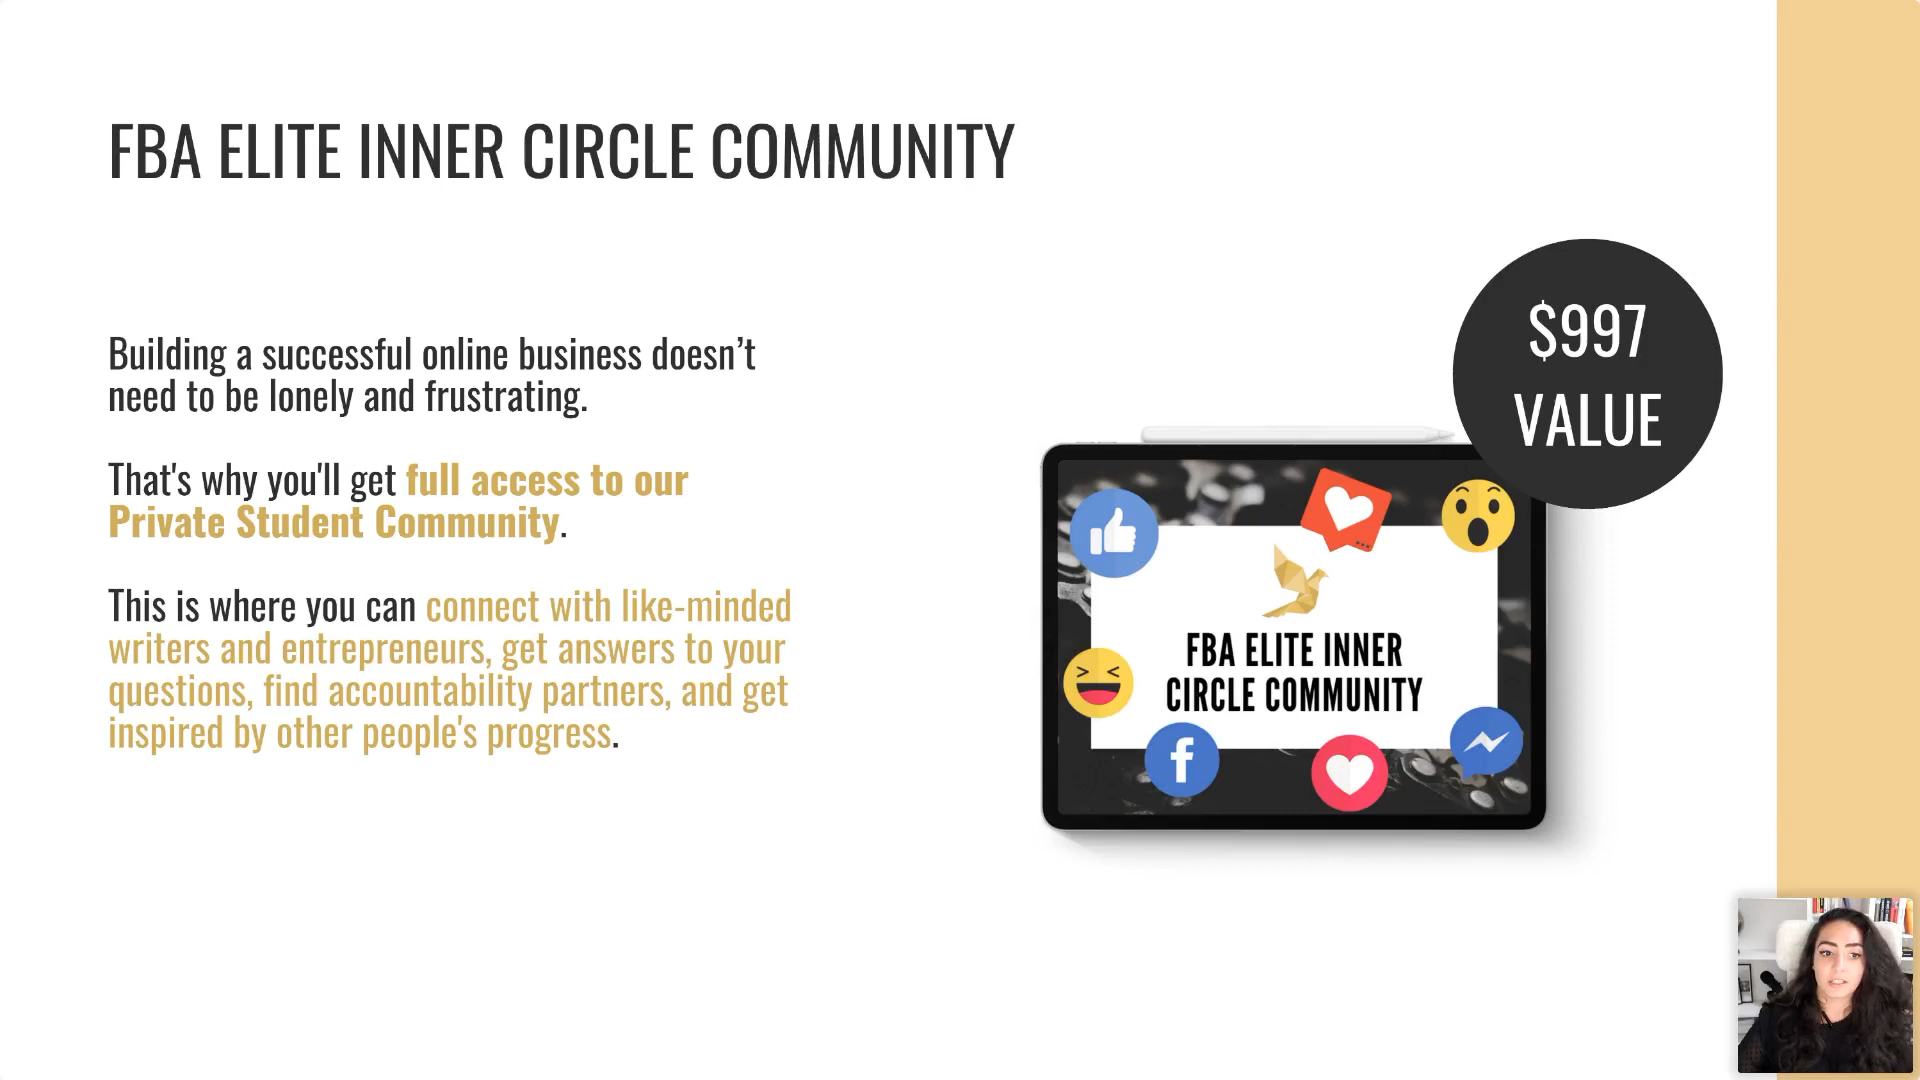 FBA ELITE INNER CIRCLE COMMUNITY
$997
VALUE
Building a successful online business doesn’t
need to be lonely and frustrating.
That's why you'll get full access to our
Private Student Community.
This is where you can connect with like-minded
writers and entrepreneurs, get answers to your
questions, find accountability partners, and get
inspired by other people's progress.
FBA ELITE INNER
CIRCLE COMMUNITY